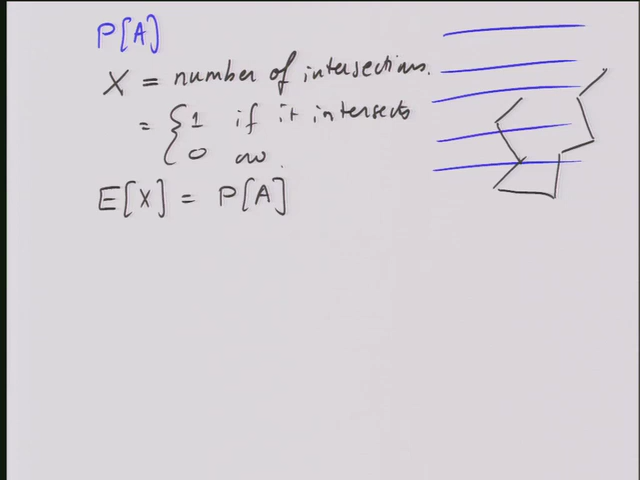 P[A]
X = number of intersections.
= { 1 if it intersects
0 ow.
E[X] = P[A]